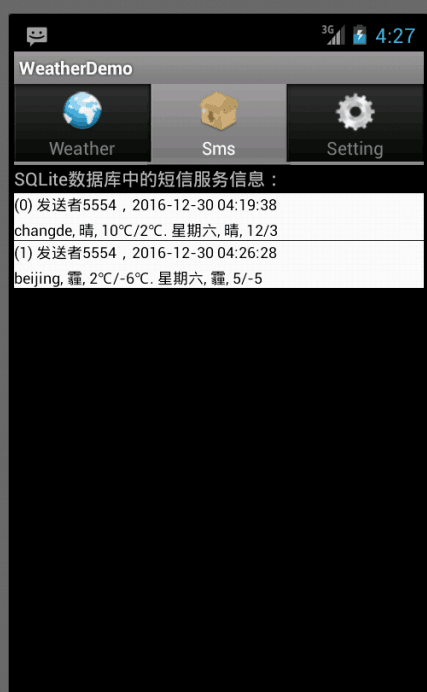 3G 4:27
WeatherDemo
Weather Sms Setting
SQLite数据库中的短信服务信息：
(0) 发送者5554，2016-12-30 04:19:38
changde, 晴, 10℃/2℃. 星期六, 晴, 12/3
(1) 发送者5554，2016-12-30 04:26:28
beijing, 霾, 2℃/-6℃. 星期六, 霾, 5/-5